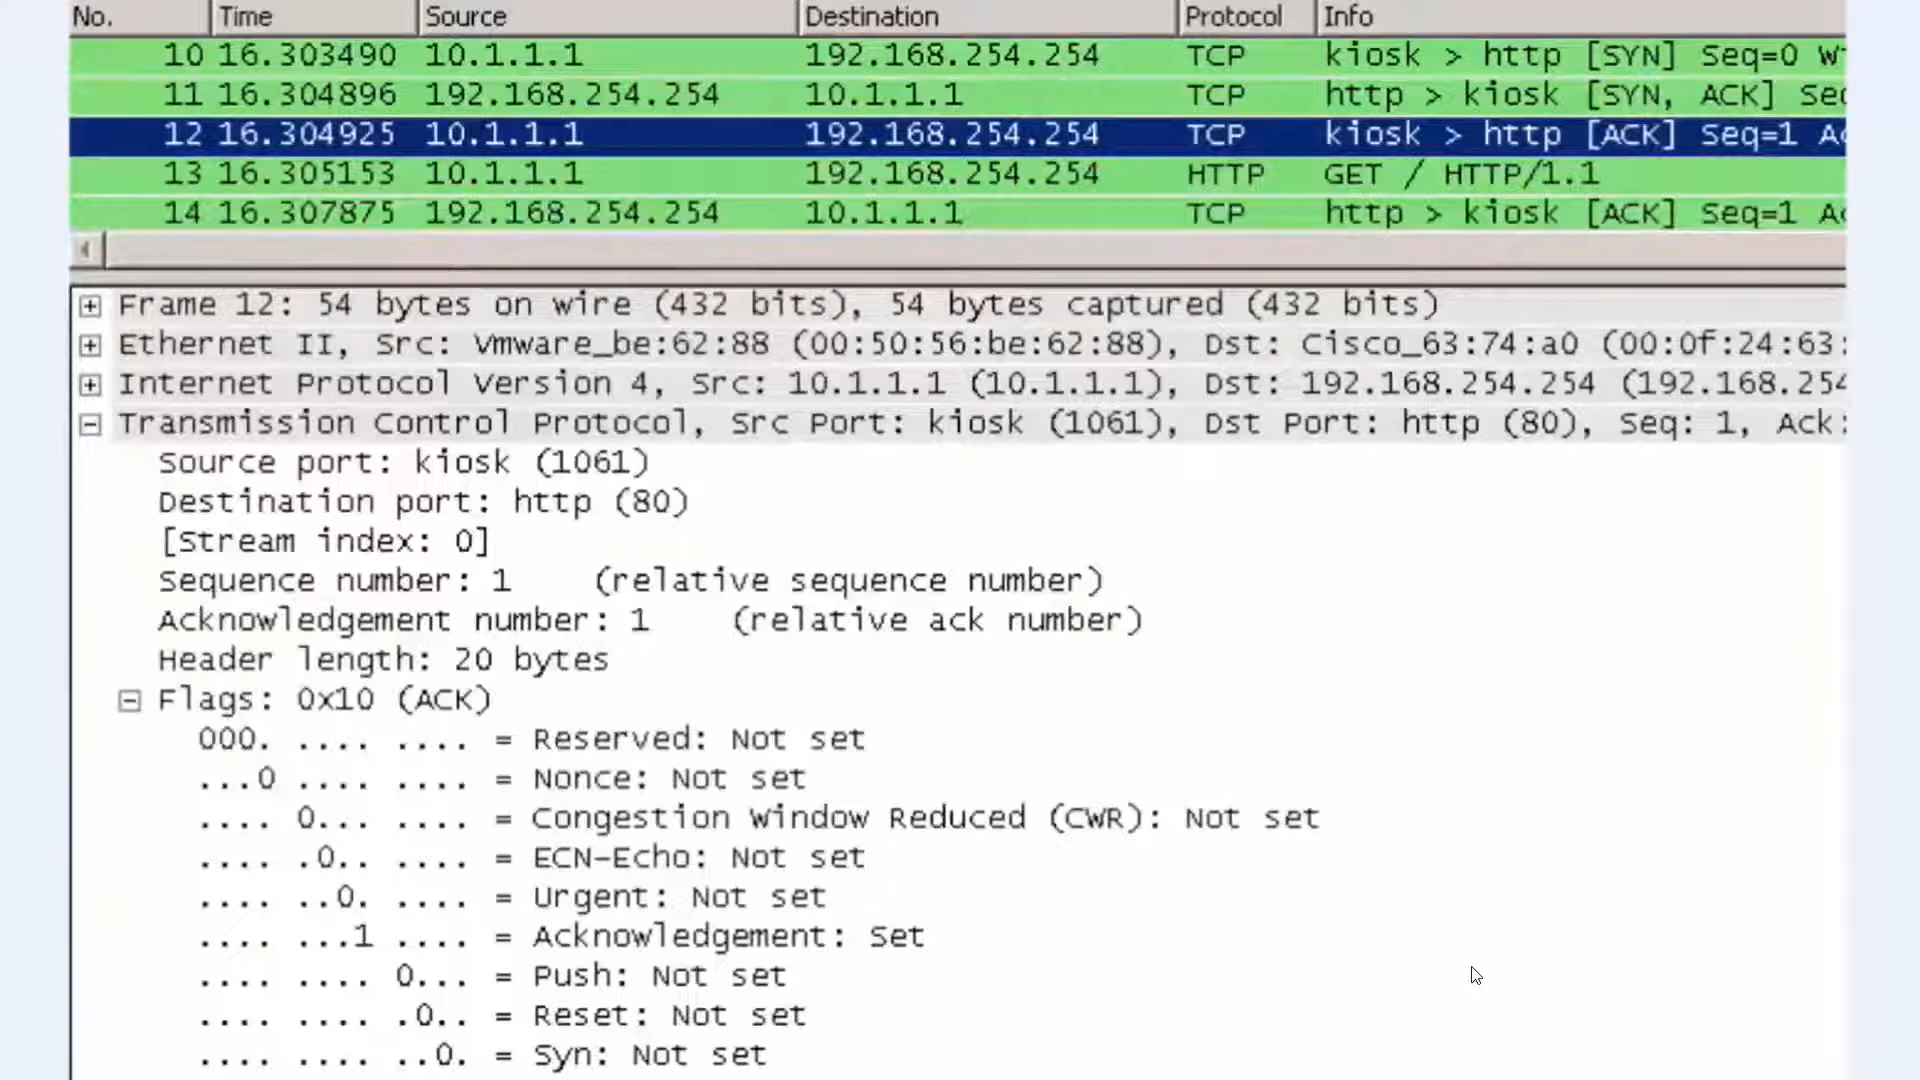 No. Time Source Destination Protocol Info
10 16.303490 10.1.1.1 192.168.254.254 TCP kiosk > http [SYN] Seq=0
11 16.304896 192.168.254.254 10.1.1.1 TCP http > kiosk [SYN, ACK]
12 16.304925 10.1.1.1 192.168.254.254 TCP kiosk > http [ACK] Seq=1
13 16.305153 10.1.1.1 192.168.254.254 HTTP GET / HTTP/1.1
14 16.307875 192.168.254.254 10.1.1.1 TCP http > kiosk [ACK] Seq=1
Frame 12: 54 bytes on wire (432 bits), 54 bytes captured (432 bits)
Ethernet II, Src: Vmware_be:62:88 (00:50:56:be:62:88), Dst: Cisco_63:74:a0 (00:0f:24:63:
Internet Protocol Version 4, Src: 10.1.1.1 (10.1.1.1), Dst: 192.168.254.254 (192.168.254
Transmission Control Protocol, Src Port: kiosk (1061), Dst Port: http (80), Seq: 1, Ack:
Source port: kiosk (1061)
Destination port: http (80)
[Stream index: 0]
Sequence number: 1 (relative sequence number)
Acknowledgement number: 1 (relative ack number)
Header length: 20 bytes
Flags: 0x10 (ACK)
000. .... .... = Reserved: Not set
...0 .... .... = Nonce: Not set
.... 0... .... = Congestion Window Reduced (CWR): Not set
.... .0.. .... = ECN-Echo: Not set
.... ..0. .... = Urgent: Not set
.... ...1 .... = Acknowledgement: Set
.... .... 0... = Push: Not set
.... .... .0.. = Reset: Not set
.... .... ..0. = Syn: Not set